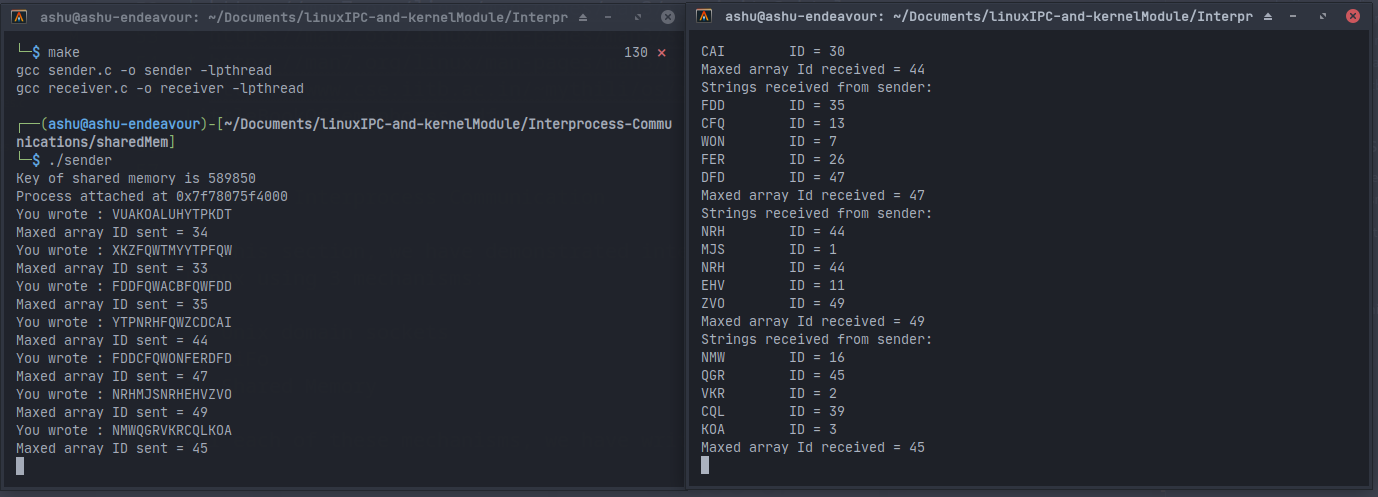 ashu@ashu-endeavour: ~/Documents/linuxIPC-and-kernelModule/Interpr
└─$ make 130 ✕
gcc sender.c -o sender -lpthread
gcc receiver.c -o receiver -lpthread
┌──(ashu@ashu-endeavour)-[~/Documents/linuxIPC-and-kernelModule/Interprocess-Commu
nications/sharedMem]
└─$ ./sender
Key of shared memory is 589850
Process attached at 0x7f78075f4000
You wrote : VUAKOALUHYTPKDT
Maxed array ID sent = 34
You wrote : XKZFQWTMYYTPFQW
Maxed array ID sent = 33
You wrote : FDDFQWACBFQWFDD
Maxed array ID sent = 35
You wrote : YTPNRHFQWZCDCAI
Maxed array ID sent = 44
You wrote : FDDCFQWONFERDFD
Maxed array ID sent = 47
You wrote : NRHMJSNRHEHVZVO
Maxed array ID sent = 49
You wrote : NMWQGRVKRCQLKOA
Maxed array ID sent = 45
ashu@ashu-endeavour: ~/Documents/linuxIPC-and-kernelModule/Interpr
CAI ID = 30
Maxed array Id received = 44
Strings received from sender:
FDD ID = 35
CFQ ID = 13
WON ID = 7
FER ID = 26
DFD ID = 47
Maxed array Id received = 47
Strings received from sender:
NRH ID = 44
MJS ID = 1
NRH ID = 44
EHV ID = 11
ZVO ID = 49
Maxed array Id received = 49
Strings received from sender:
NMW ID = 16
QGR ID = 45
VKR ID = 2
CQL ID = 39
KOA ID = 3
Maxed array Id received = 45